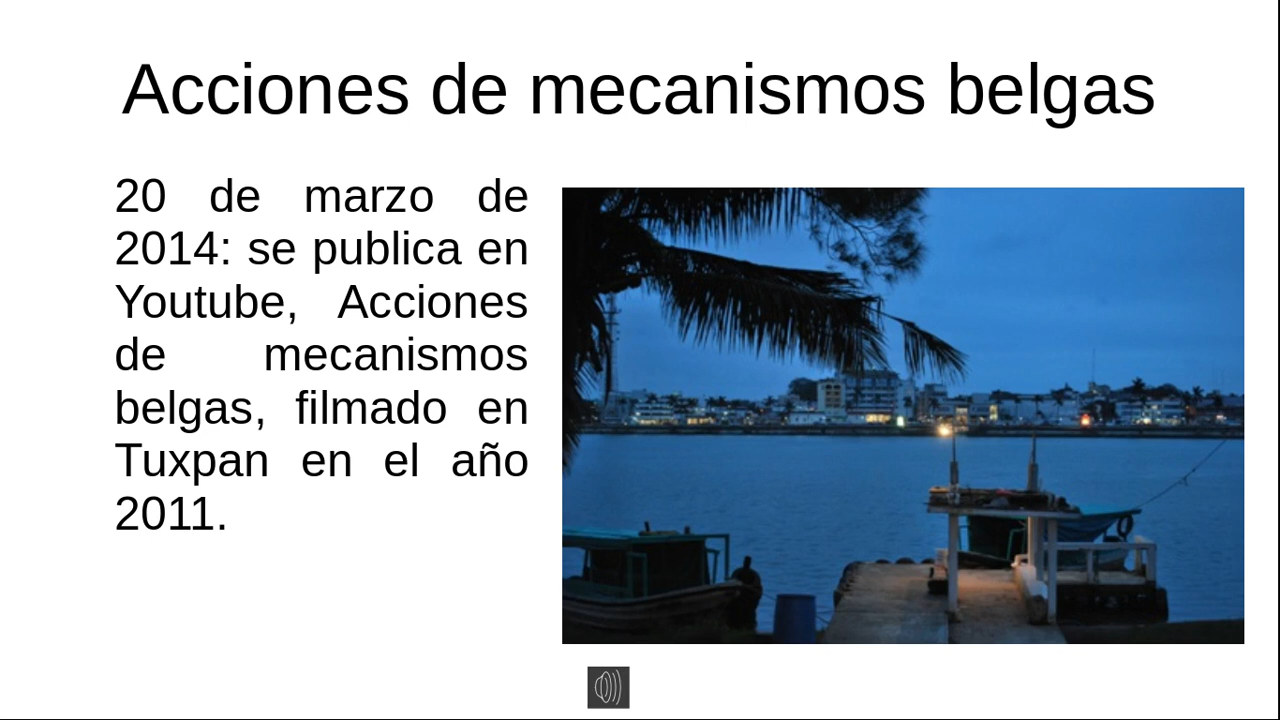 Acciones de mecanismos belgas
20 de marzo de
2014: se publica en
Youtube, Acciones
de mecanismos
belgas, filmado en
Tuxpan en el año
2011.